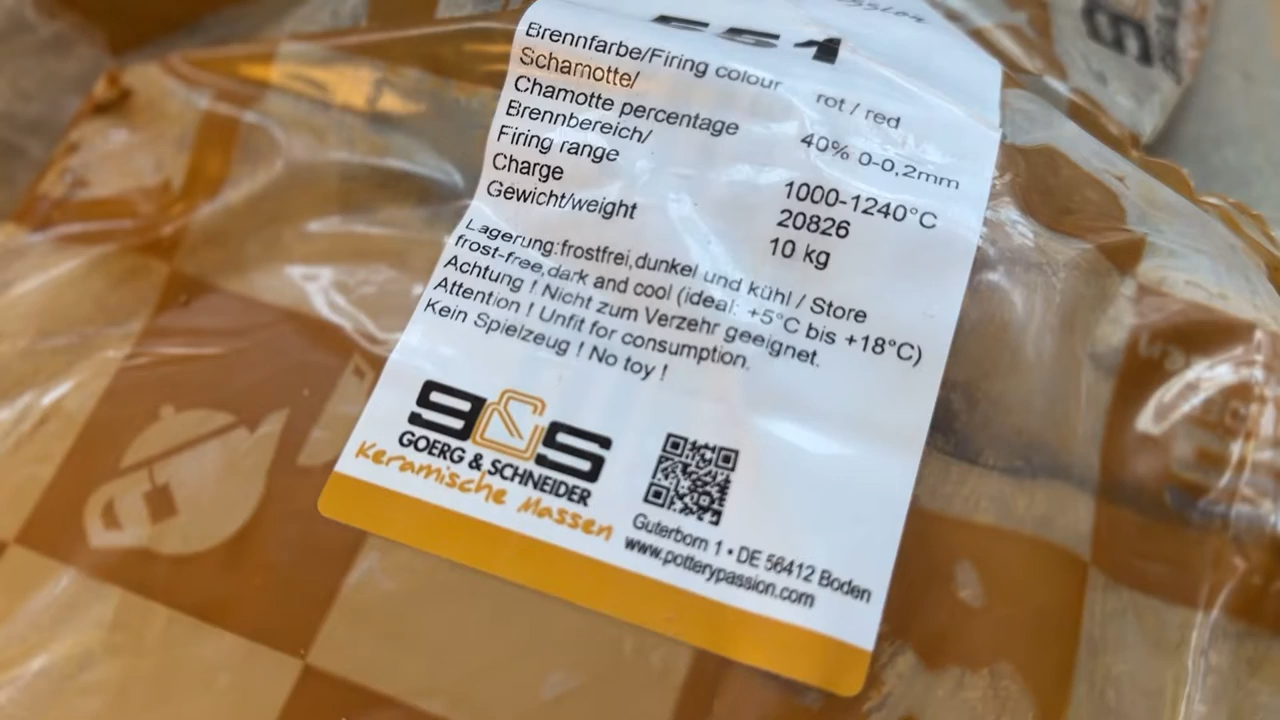 Brennfarbe/Firing colour rot / red
Schamotte/
Chamotte percentage 40% 0-0,2mm
Brennbereich/
Firing range 1000-1240°C
Charge 20826
Gewicht/weight 10 kg
Lagerung:frostfrei,dunkel und kühl / Store
frost-free,dark and cool (ideal: +5°C bis +18°C)
Achtung ! Nicht zum Verzehr geeignet.
Attention ! Unfit for consumption.
Kein Spielzeug ! No toy !
g&s
GOERG & SCHNEIDER
Keramische Massen
Guterborn 1 • DE 56412 Boden
www.potterypassion.com